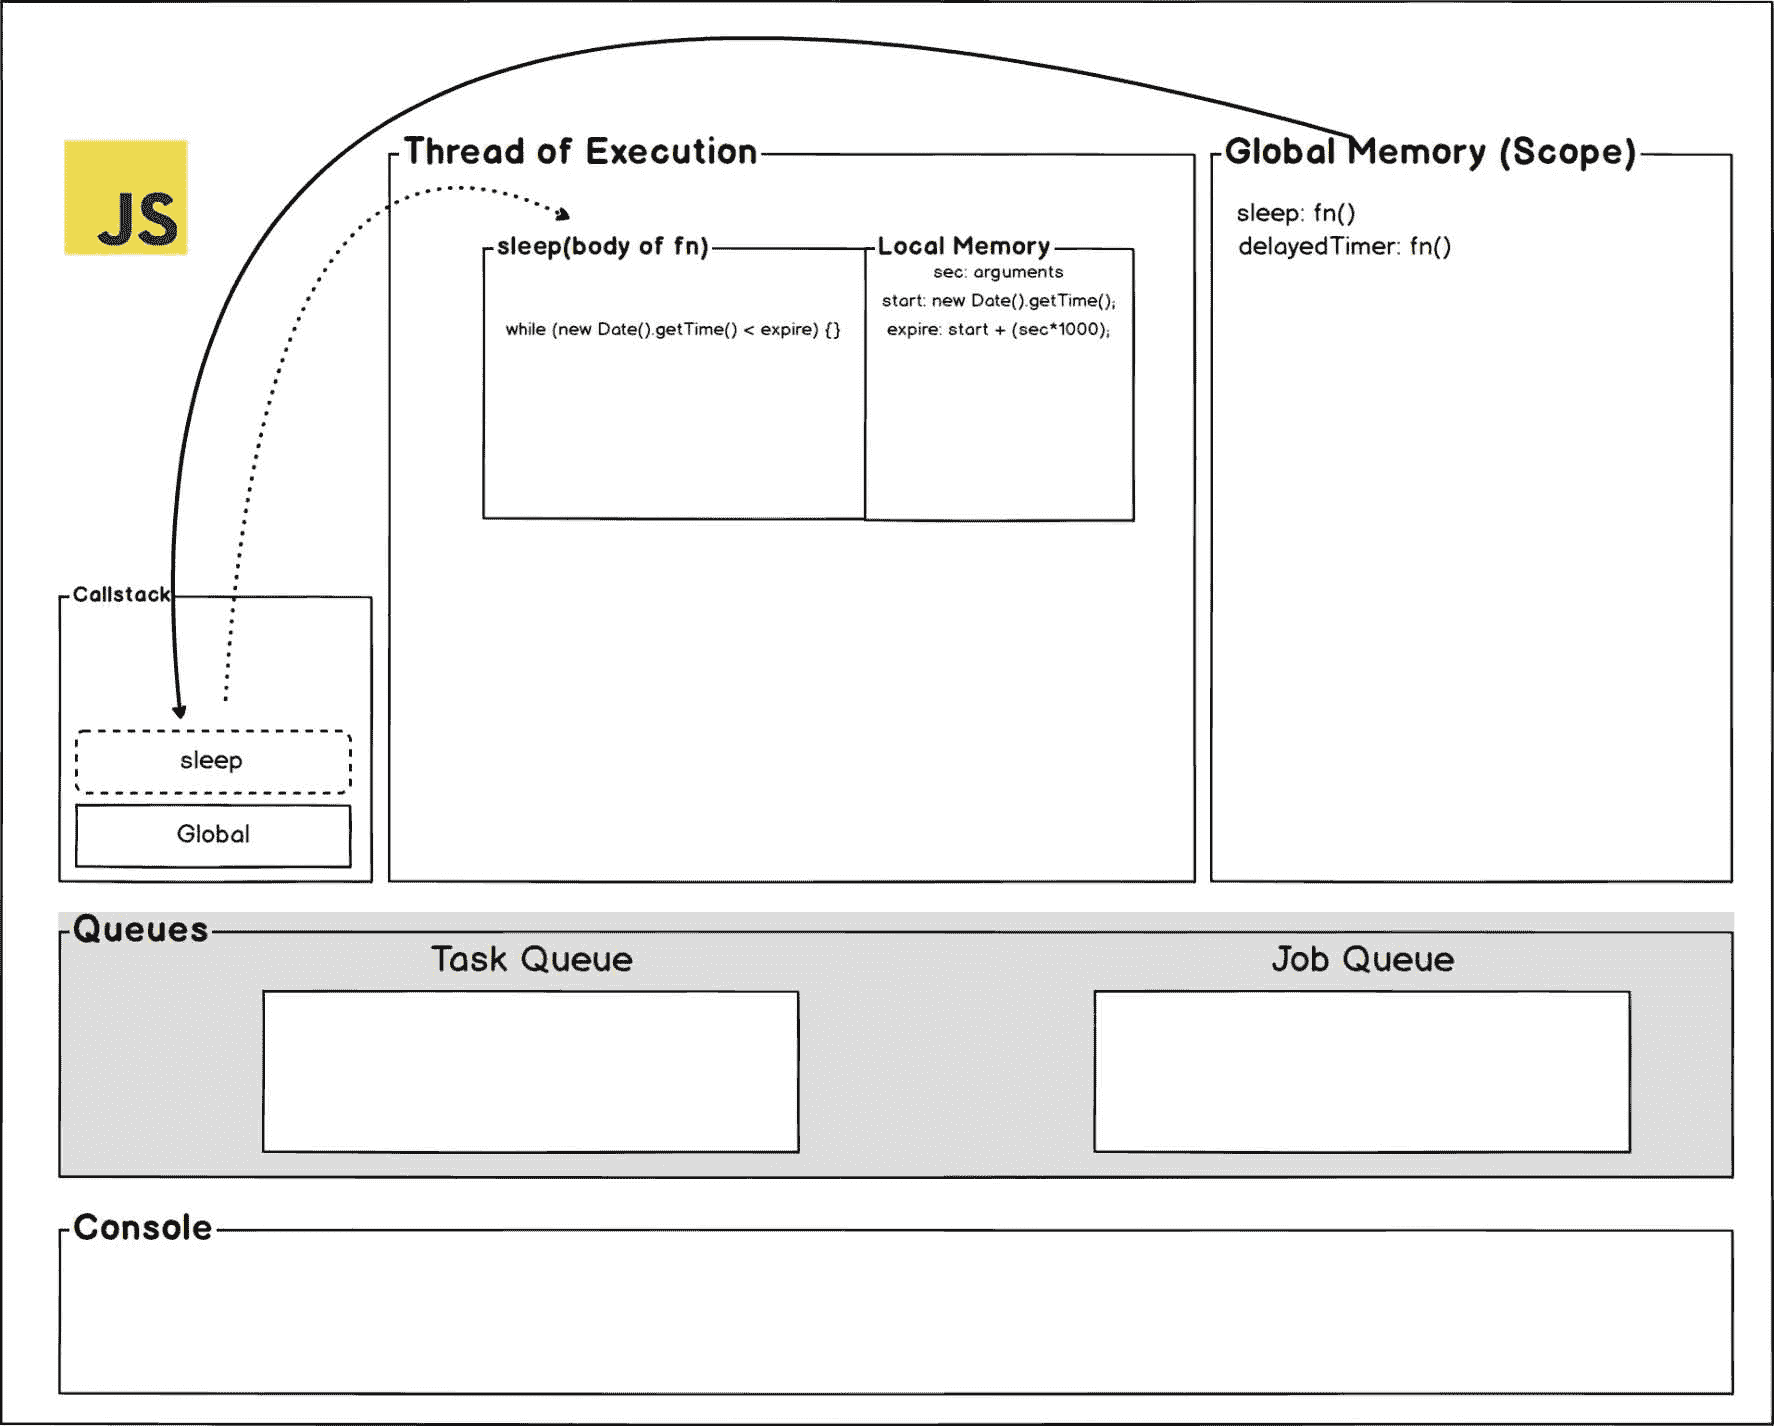 JS
Thread of Execution
sleep(body of fn)
while (new Date().getTime() < expire) {}
Local Memory
sec: arguments
start: new Date().getTime();
expire: start + (sec*1000);
Global Memory (Scope)
sleep: fn()
delayedTimer: fn()
Callstack
sleep
Global
Queues
Task Queue
Job Queue
Console